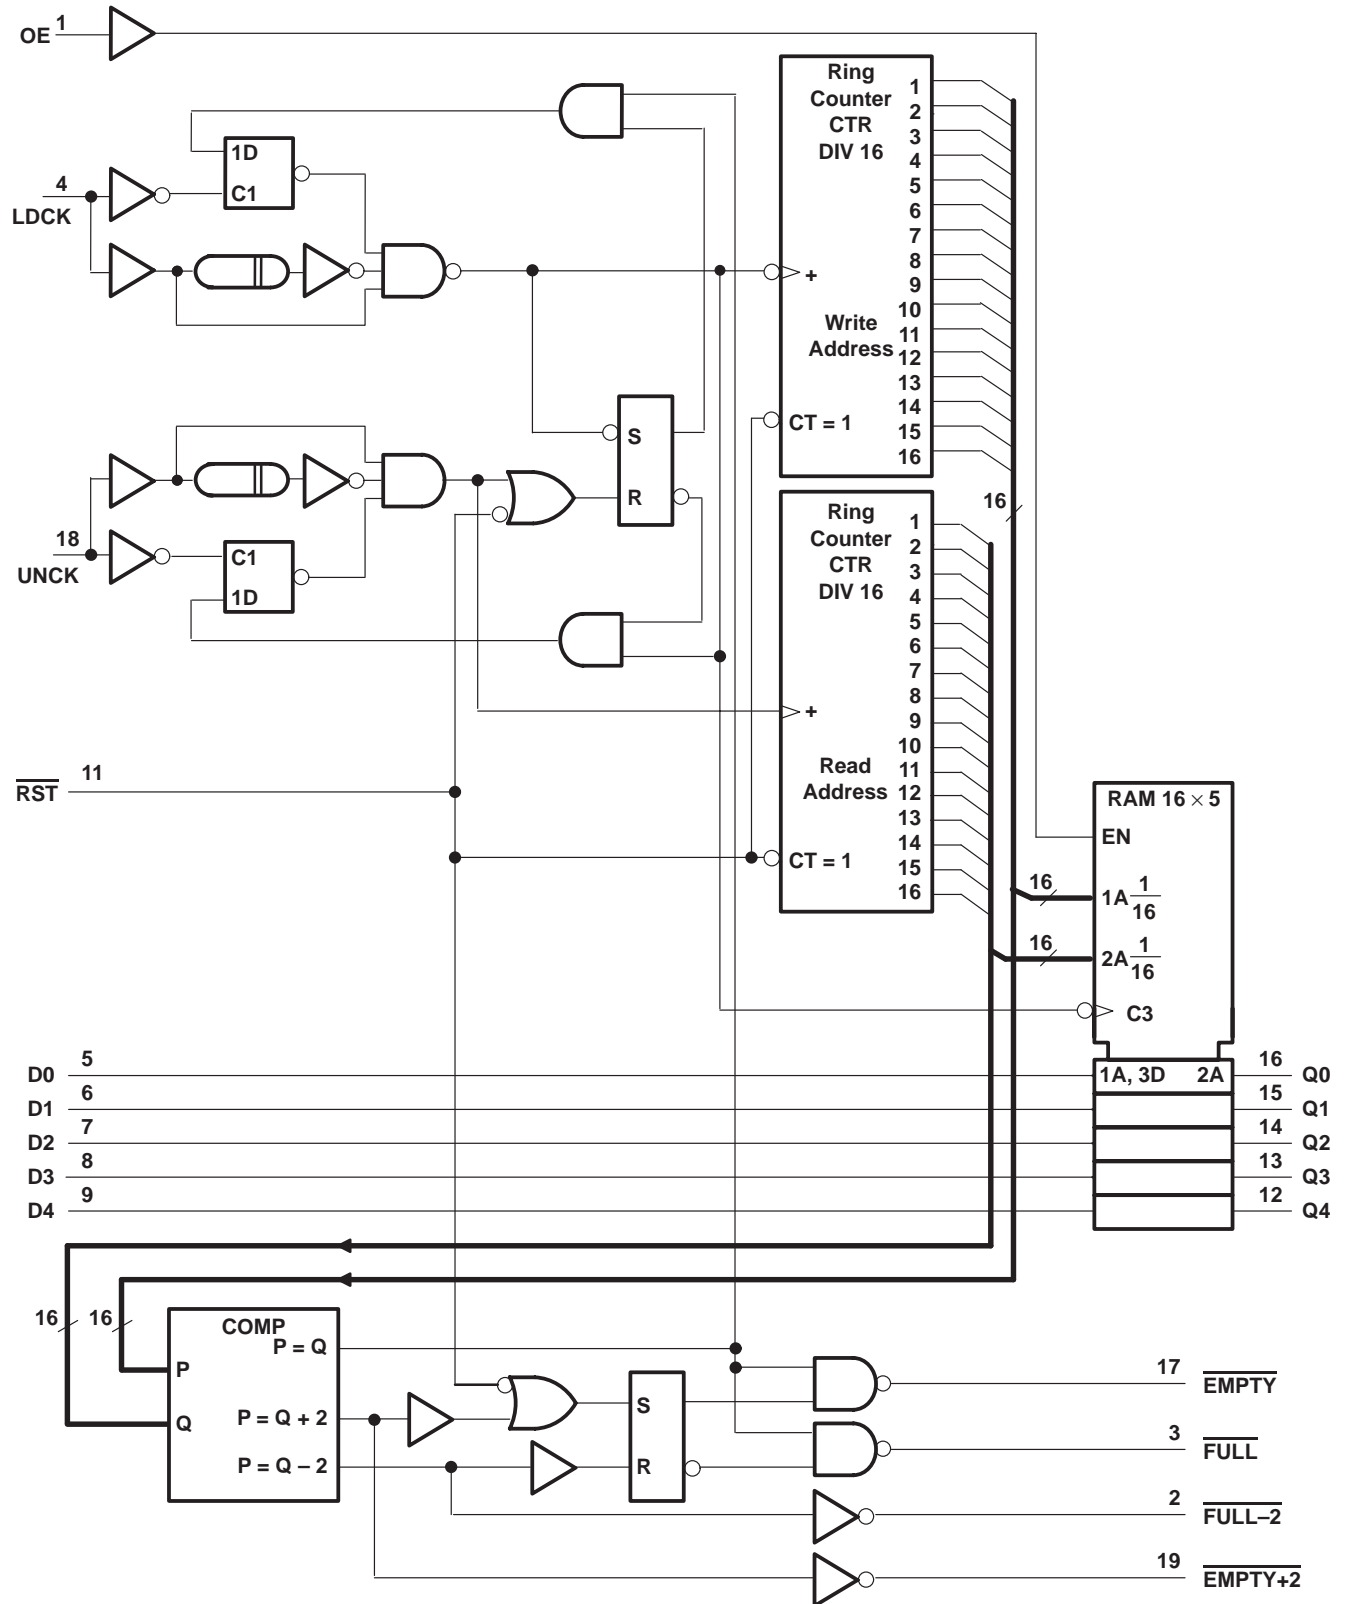 OE 1
Ring
Counter
CTR
DIV 16
1
2
3
4
5
6
7
8
9
10
11
12
13
14
15
16
+
Write
Address
CT = 1
1D
C1
4
LDCK
S
R
16
18
UNCK
C1
1D
Ring
Counter
CTR
DIV 16
1
2
3
4
5
6
7
8
9
10
11
12
13
14
15
16
+
Read
Address
CT = 1
R̅S̅T̅ 11
RAM 16 × 5
EN
16 1A 1/16
16 2A 1/16
C3
D0 5 1A, 3D 2A 16 Q0
D1 6 15 Q1
D2 7 14 Q2
D3 8 13 Q3
D4 9 12 Q4
16 16
COMP
P = Q
P
Q
P = Q + 2
P = Q – 2
S
R
17 E̅M̅P̅T̅Y̅
3 F̅U̅L̅L̅
2 F̅U̅L̅L̅–̅2̅
19 E̅M̅P̅T̅Y̅+̅2̅